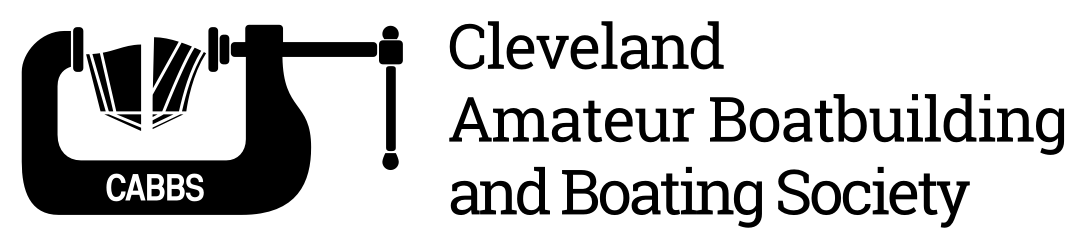 CABBS
Cleveland
Amateur Boatbuilding
and Boating Society